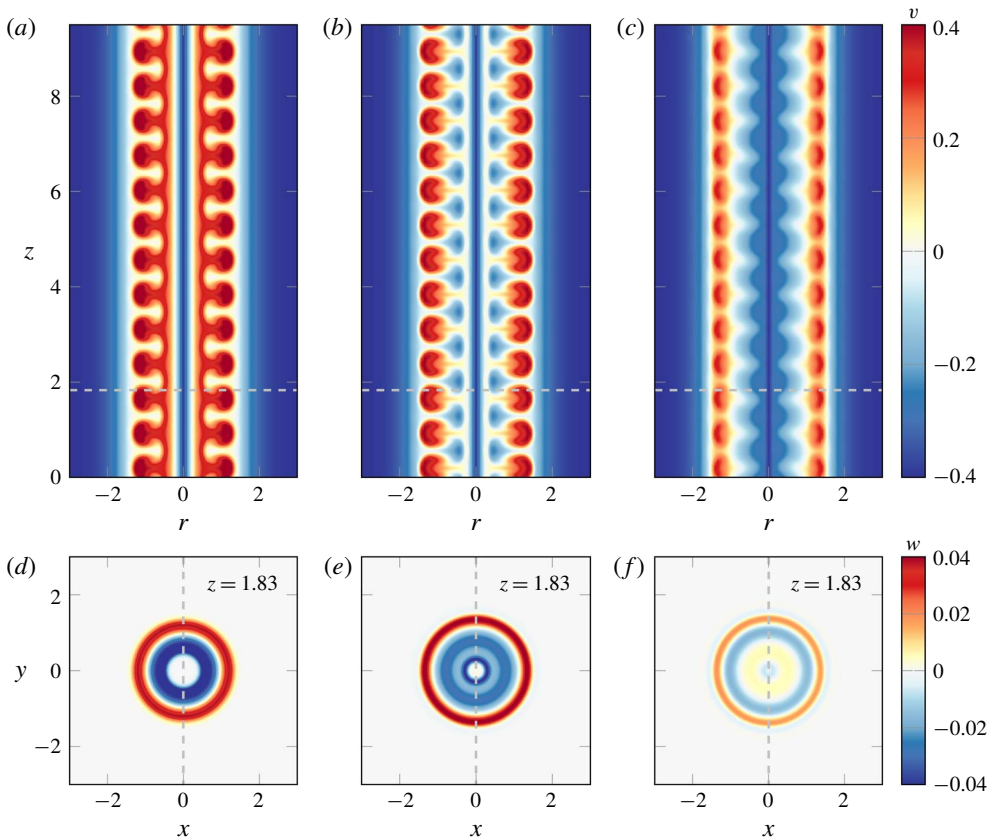 (a) (b) (c) v
0.4
8
0.2
6
z 0
4
−0.2
2
0 −0.4
−2 0 2 −2 0 2 −2 0 2
r r r
(d) (e) (f) w
z = 1.83 z = 1.83 z = 1.83 0.04
2 0.02
y 0 0
−2 −0.02
−0.04
−2 0 2 −2 0 2 −2 0 2
x x x